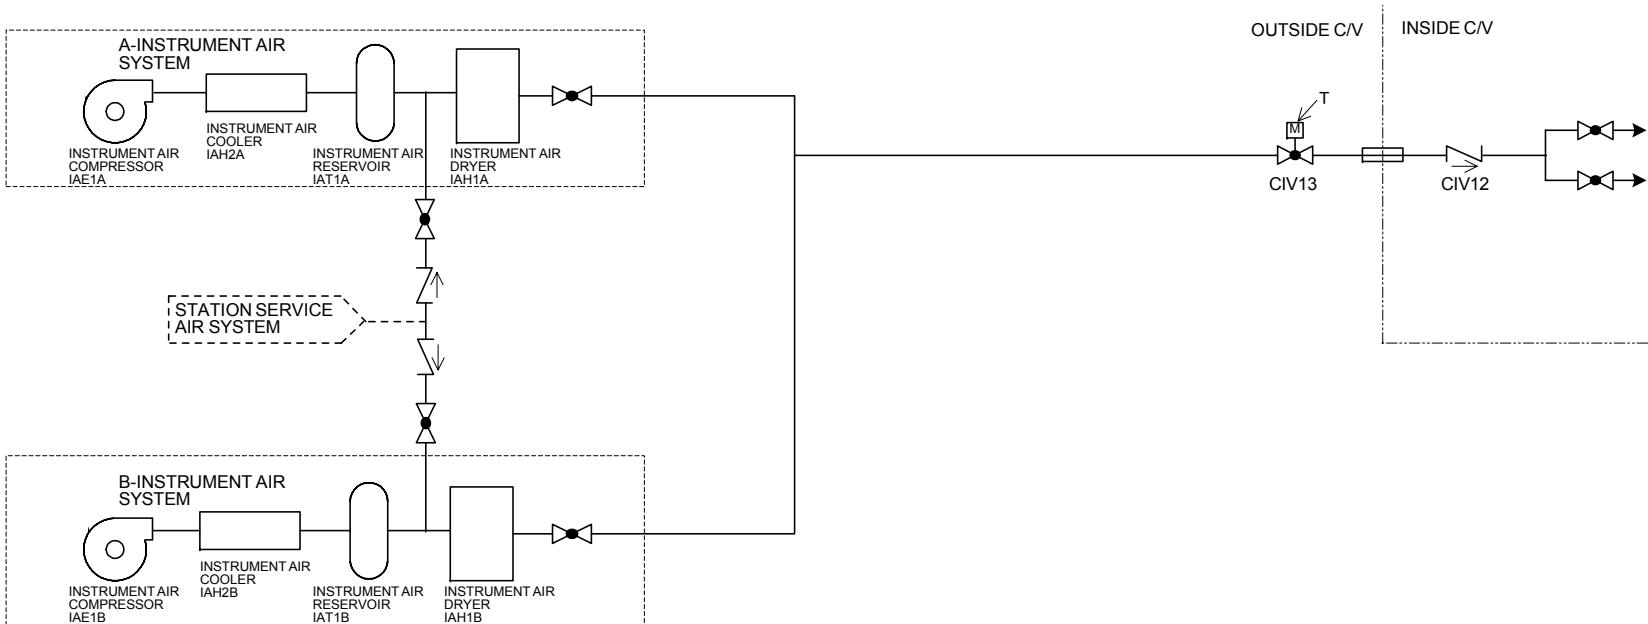 OUTSIDE C/V
INSIDE C/V
A-INSTRUMENT AIR
SYSTEM
INSTRUMENT AIR
COMPRESSOR
IAE1A
INSTRUMENT AIR
COOLER
IAH2A
INSTRUMENT AIR
RESERVOIR
IAT1A
INSTRUMENT AIR
DRYER
IAH1A
T
M
CIV13
CIV12
STATION SERVICE
AIR SYSTEM
B-INSTRUMENT AIR
SYSTEM
INSTRUMENT AIR
COMPRESSOR
IAE1B
INSTRUMENT AIR
COOLER
IAH2B
INSTRUMENT AIR
RESERVOIR
IAT1B
INSTRUMENT AIR
DRYER
IAH1B